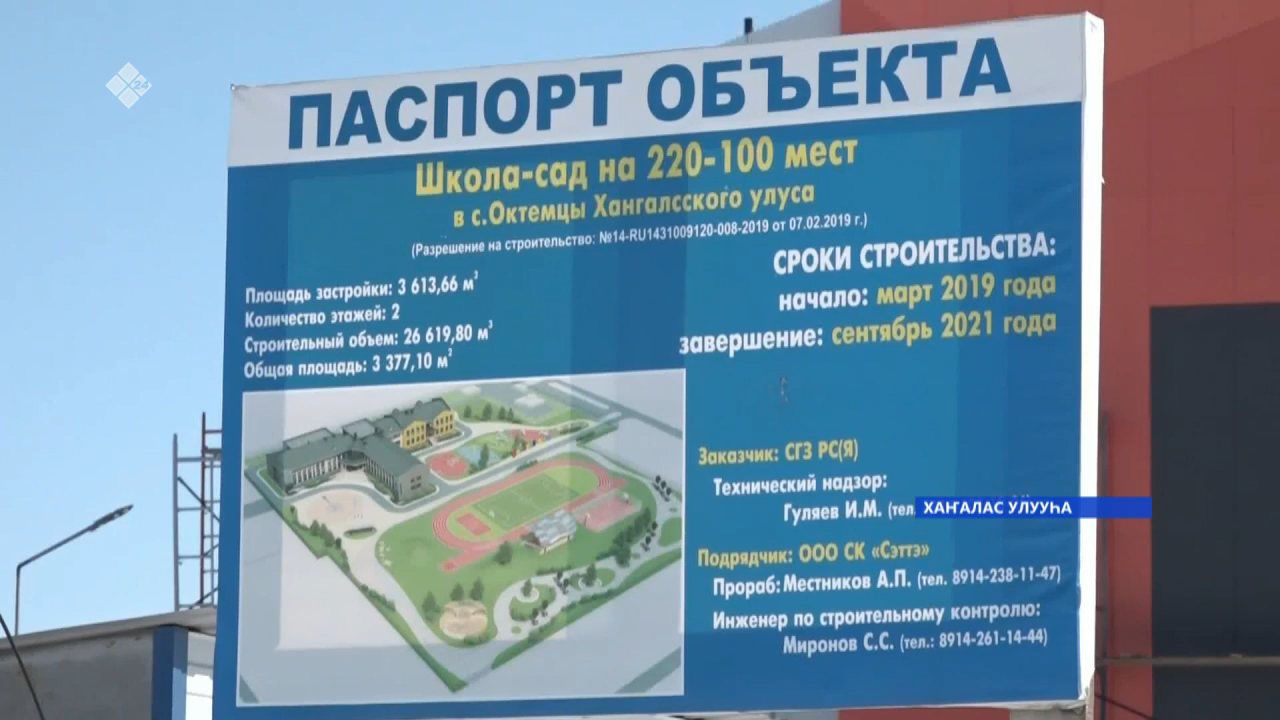 24
ПАСПОРТ ОБЪЕКТА
Школа-сад на 220-100 мест
в с.Октемцы Хангалсского улуса
(Разрешение на строительство: №14-RU1431009120-008-2019 от 07.02.2019 г.)
СРОКИ СТРОИТЕЛЬСТВА:
начало: март 2019 года
завершение: сентябрь 2021 года
Площадь застройки: 3 613,66 м²
Количество этажей: 2
Строительный объем: 26 619,80 м³
Общая площадь: 3 377,10 м²
Заказчик: СГЗ РС(Я)
Технический надзор:
Гуляев И.М. (тел.
ХАҤАЛАС УЛУУҺА
Подрядчик: ООО СК «Сэттэ»
Прораб: Местников А.П. (тел. 8914-238-11-47)
Инженер по строительному контролю:
Миронов С.С. (тел.: 8914-261-14-44)